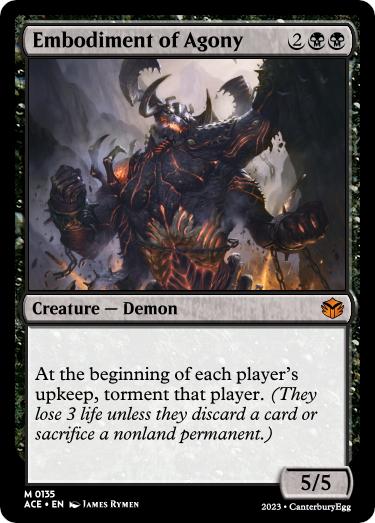 Embodiment of Agony 2
Creature — Demon
At the beginning of each player's
upkeep, torment that player. (They
lose 3 life unless they discard a card or
sacrifice a nonland permanent.)
5/5
M 0135
ACE • EN James Rymen
2023 • CanterburyEgg